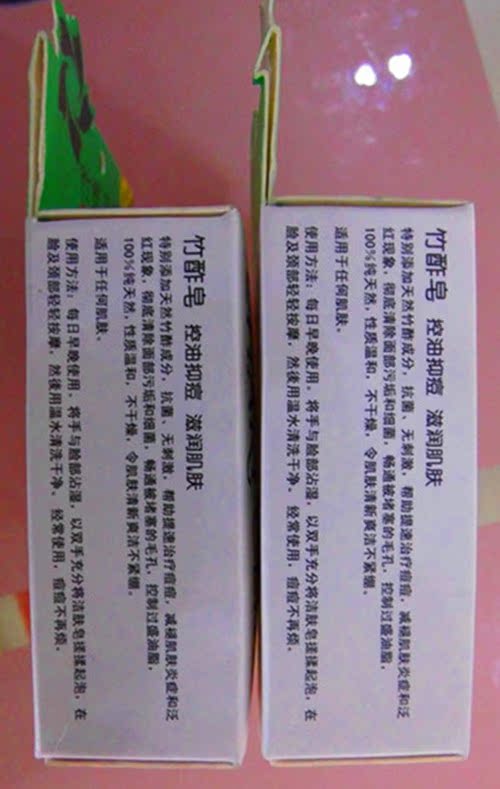 竹酢皂 控油抑痘 滋润肌肤
特别添加天然竹酢成分，抗菌、无刺激，帮助提速治疗痘痘，减褪肌肤炎症和泛
红现象，彻底清除面部污垢和细菌，畅通被堵塞的毛孔，控制过盛油脂，
100%纯天然，性质温和，不干燥，令肌肤清新爽洁不紧绷。
适用于任何肌肤。
使用方法：每日早晚使用，将手与脸部沾湿，以双手充分将洁肤皂搓揉起泡，在
脸及颈部轻轻按摩，然後用温水清洗干净。经常使用，痘痘不再烦。
竹酢皂 控油抑痘 滋润肌肤
特别添加天然竹酢成分，抗菌、无刺激，帮助提速治疗痘痘，减褪肌肤炎症和泛
红现象，彻底清除面部污垢和细菌，畅通被堵塞的毛孔，控制过盛油脂，
100%纯天然，性质温和，不干燥，令肌肤清新爽洁不紧绷。
适用于任何肌肤。
使用方法：每日早晚使用，将手与脸部沾湿，以双手充分将洁肤皂搓揉起泡，在
脸及颈部轻轻按摩，然後用温水清洗干净。经常使用，痘痘不再烦。